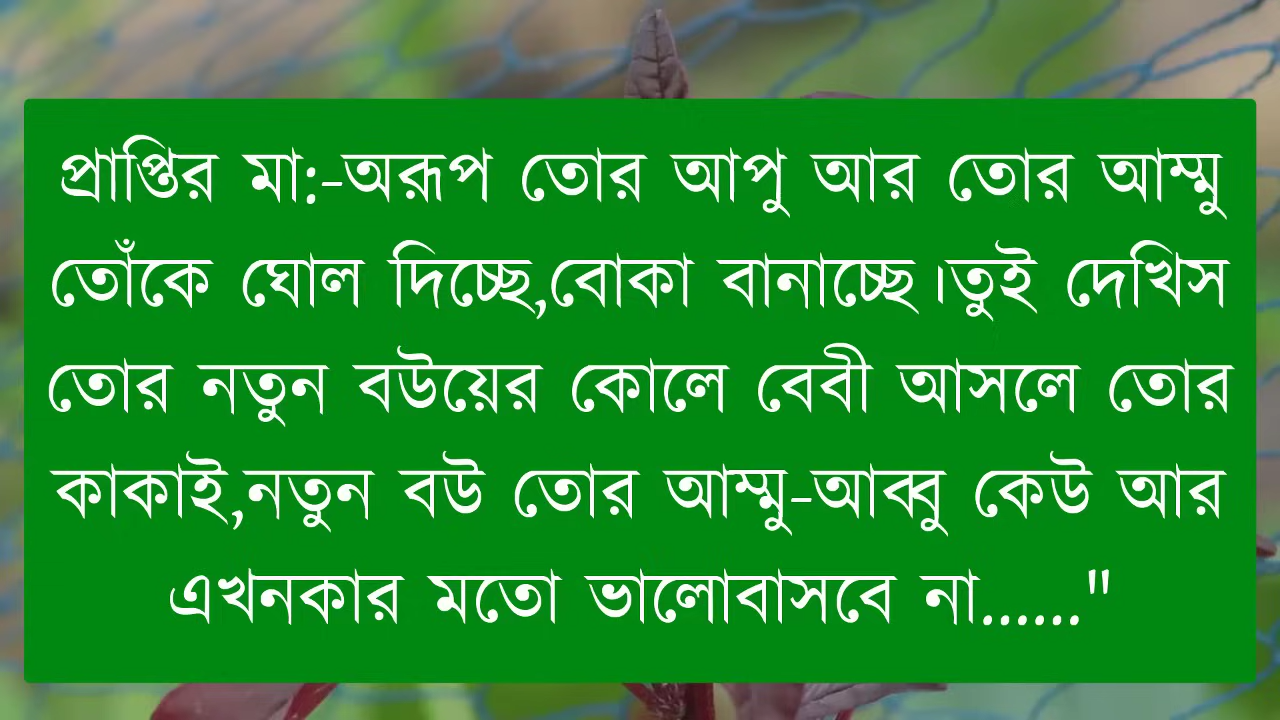 প্রাপ্তির মা:-অরূপ তোর আপু আর তোর আম্মু
তোঁকে ঘোল দিচ্ছে,বোকা বানাচ্ছে।তুই দেখিস
তোর নতুন বউয়ের কোলে বেবী আসলে তোর
কাকাই,নতুন বউ তোর আম্মু-আব্বু কেউ আর
এখনকার মতো ভালোবাসবে না......"